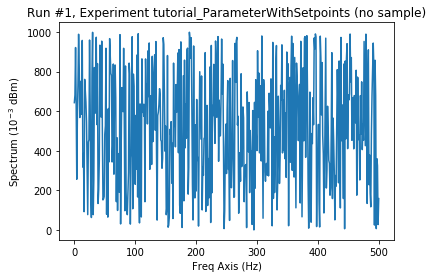 Run #1, Experiment tutorial_ParameterWithSetpoints (no sample)
1000
800
600
400
200
0
Spectrum (10⁻³ dBm)
0 100 200 300 400 500
Freq Axis (Hz)